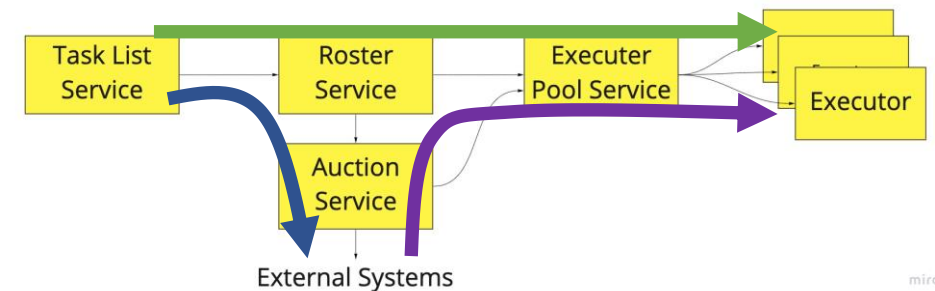 Task List
Service
Roster
Service
Executer
Pool Service
Executor
Auction
Service
External Systems